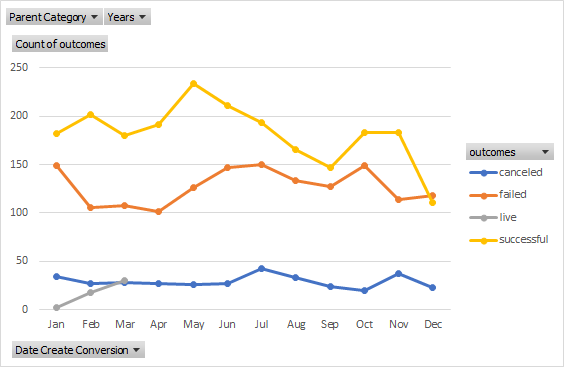 Parent Category Years
Count of outcomes
250
200
150
100
50
0
Jan Feb Mar Apr May Jun Jul Aug Sep Oct Nov Dec
outcomes
canceled
failed
live
successful
Date Create Conversion